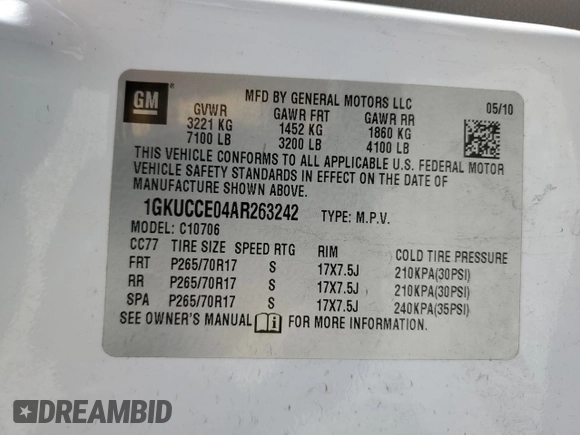 GM
MFD BY GENERAL MOTORS LLC 05/10
GVWR GAWR FRT GAWR RR
3221 KG 1452 KG 1860 KG
7100 LB 3200 LB 4100 LB
THIS VEHICLE CONFORMS TO ALL APPLICABLE U.S. FEDERAL MOTOR
VEHICLE SAFETY STANDARDS IN EFFECT ON THE DATE OF
MANUFACTURE SHOWN ABOVE.
1GKUCCE04AR263242 TYPE: M.P.V.
MODEL: C10706
CC77 TIRE SIZE SPEED RTG RIM COLD TIRE PRESSURE
FRT P265/70R17 S 17X7.5J 210KPA(30PSI)
RR P265/70R17 S 17X7.5J 210KPA(30PSI)
SPA P265/70R17 S 17X7.5J 240KPA(35PSI)
SEE OWNER'S MANUAL FOR MORE INFORMATION.
DREAMBID